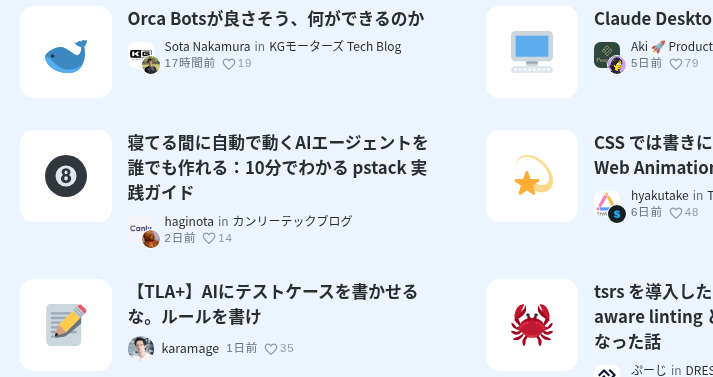 Orca Botsが良さそう、何ができるのか
Sota Nakamura in KGモーターズ Tech Blog
17時間前 19
寝てる間に自動で動くAIエージェントを
誰でも作れる：10分でわかる pstack 実
践ガイド
haginota in カンリーテックブログ
2日前 14
【TLA+】AIにテストケースを書かせる
な。ルールを書け
karamage 1日前 35
Claude Deskto
Aki 🚀 Product
5日前 79
CSS では書きに
Web Animation
hyakutake in T
6日前 48
tsrs を導入した
aware linting と
なった話
ぷーじ in DRES